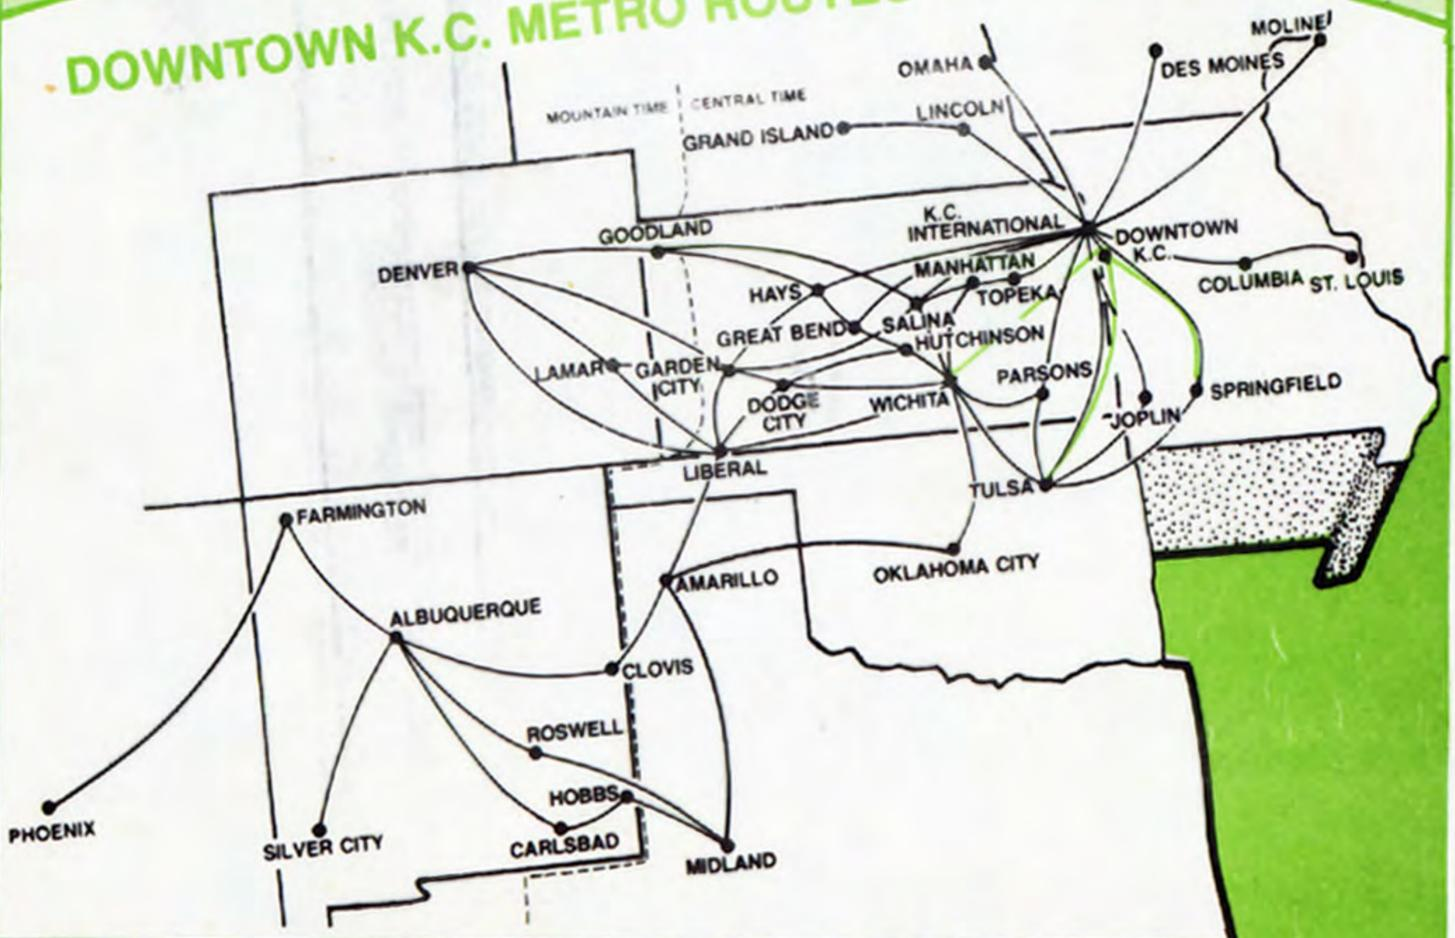 DOWNTOWN K.C. METRO ROUTES
MOLINE
OMAHA
DES MOINES
MOUNTAIN TIME
CENTRAL TIME
LINCOLN
GRAND ISLAND
K.C.
INTERNATIONAL
GOODLAND
DOWNTOWN
K.C.
DENVER
MANHATTAN
COLUMBIA
ST. LOUIS
HAYS
TOPEKA
GREAT BEND
SALINA
HUTCHINSON
LAMAR
GARDEN
CITY
PARSONS
SPRINGFIELD
DODGE
CITY
WICHITA
JOPLIN
LIBERAL
TULSA
FARMINGTON
AMARILLO
OKLAHOMA CITY
ALBUQUERQUE
CLOVIS
ROSWELL
HOBBS
PHOENIX
SILVER CITY
CARLSBAD
MIDLAND